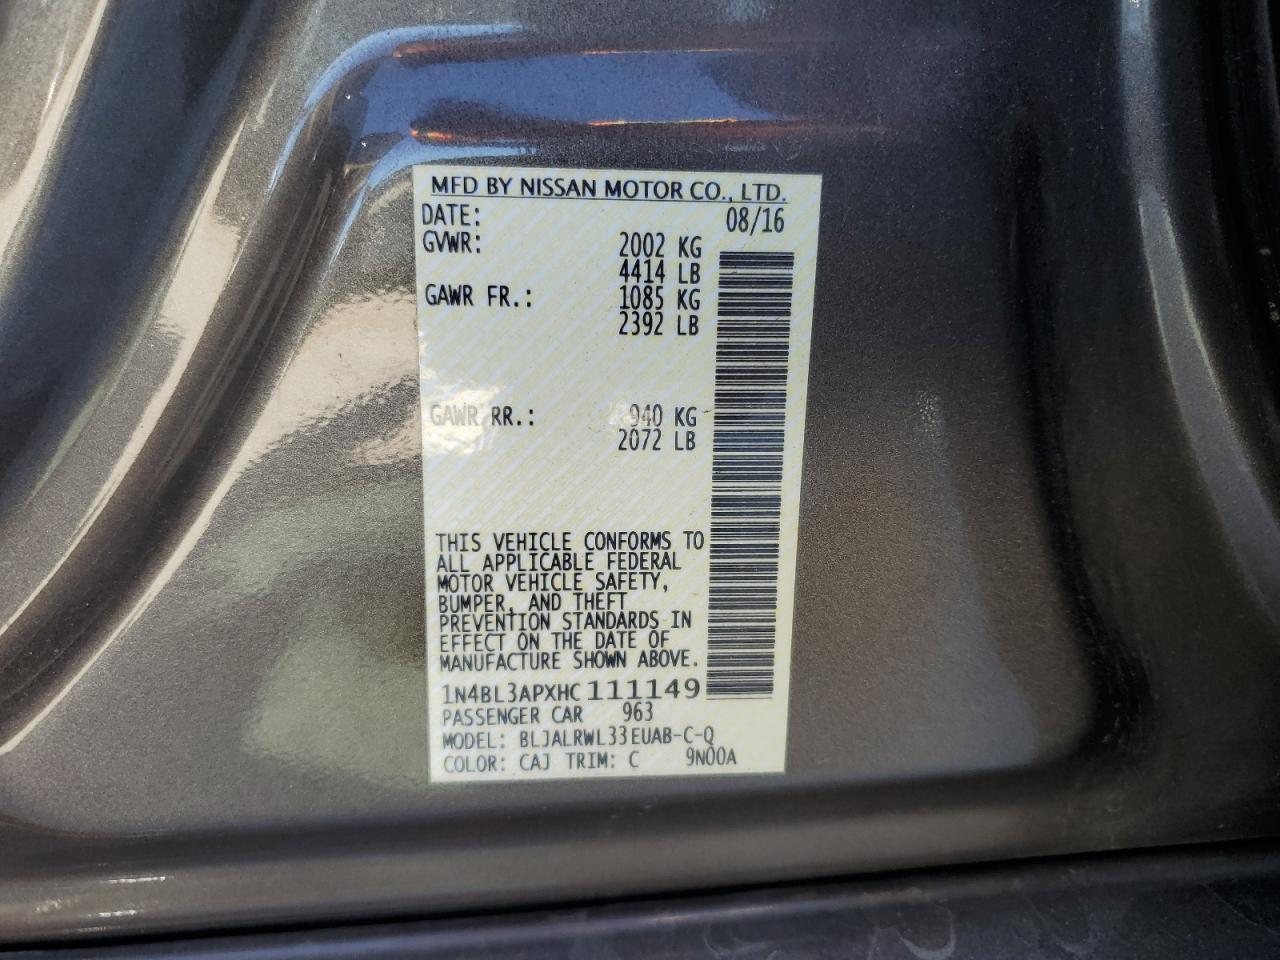 MFD BY NISSAN MOTOR CO., LTD.
DATE: 08/16
GVWR: 2002 KG
4414 LB
GAWR FR.: 1085 KG
2392 LB
GAWR RR.: 940 KG
2072 LB
THIS VEHICLE CONFORMS TO
ALL APPLICABLE FEDERAL
MOTOR VEHICLE SAFETY,
BUMPER, AND THEFT
PREVENTION STANDARDS IN
EFFECT ON THE DATE OF
MANUFACTURE SHOWN ABOVE.
1N4BL3APXHC111149
PASSENGER CAR 963
MODEL: BLJALRWL33EUAB-C-Q
COLOR: CAJ TRIM: C 9N00A